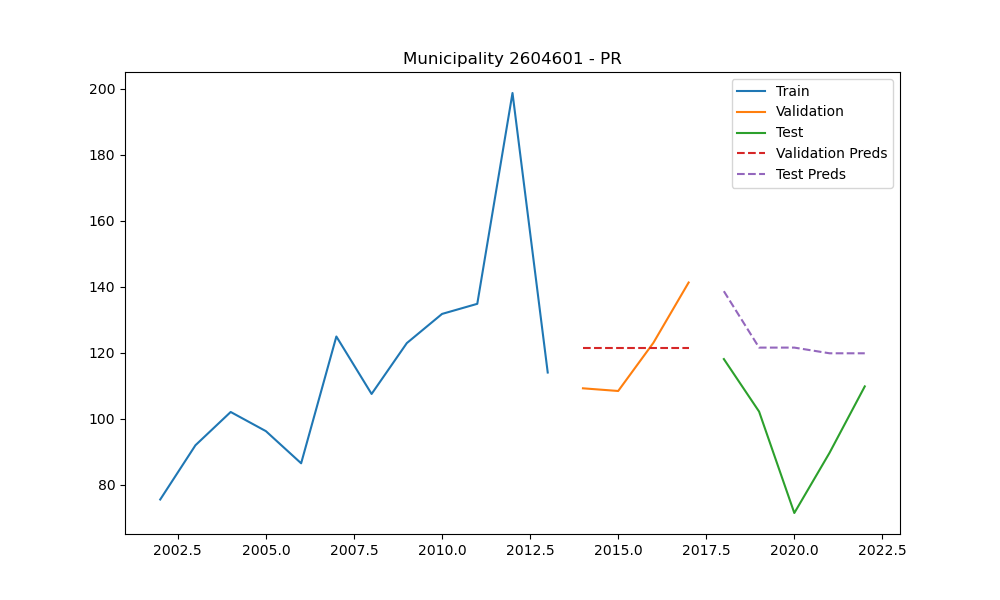 Municipality 2604601 - PR
200
180
160
140
120
100
80
2002.5 2005.0 2007.5 2010.0 2012.5 2015.0 2017.5 2020.0 2022.5
Train
Validation
Test
Validation Preds
Test Preds